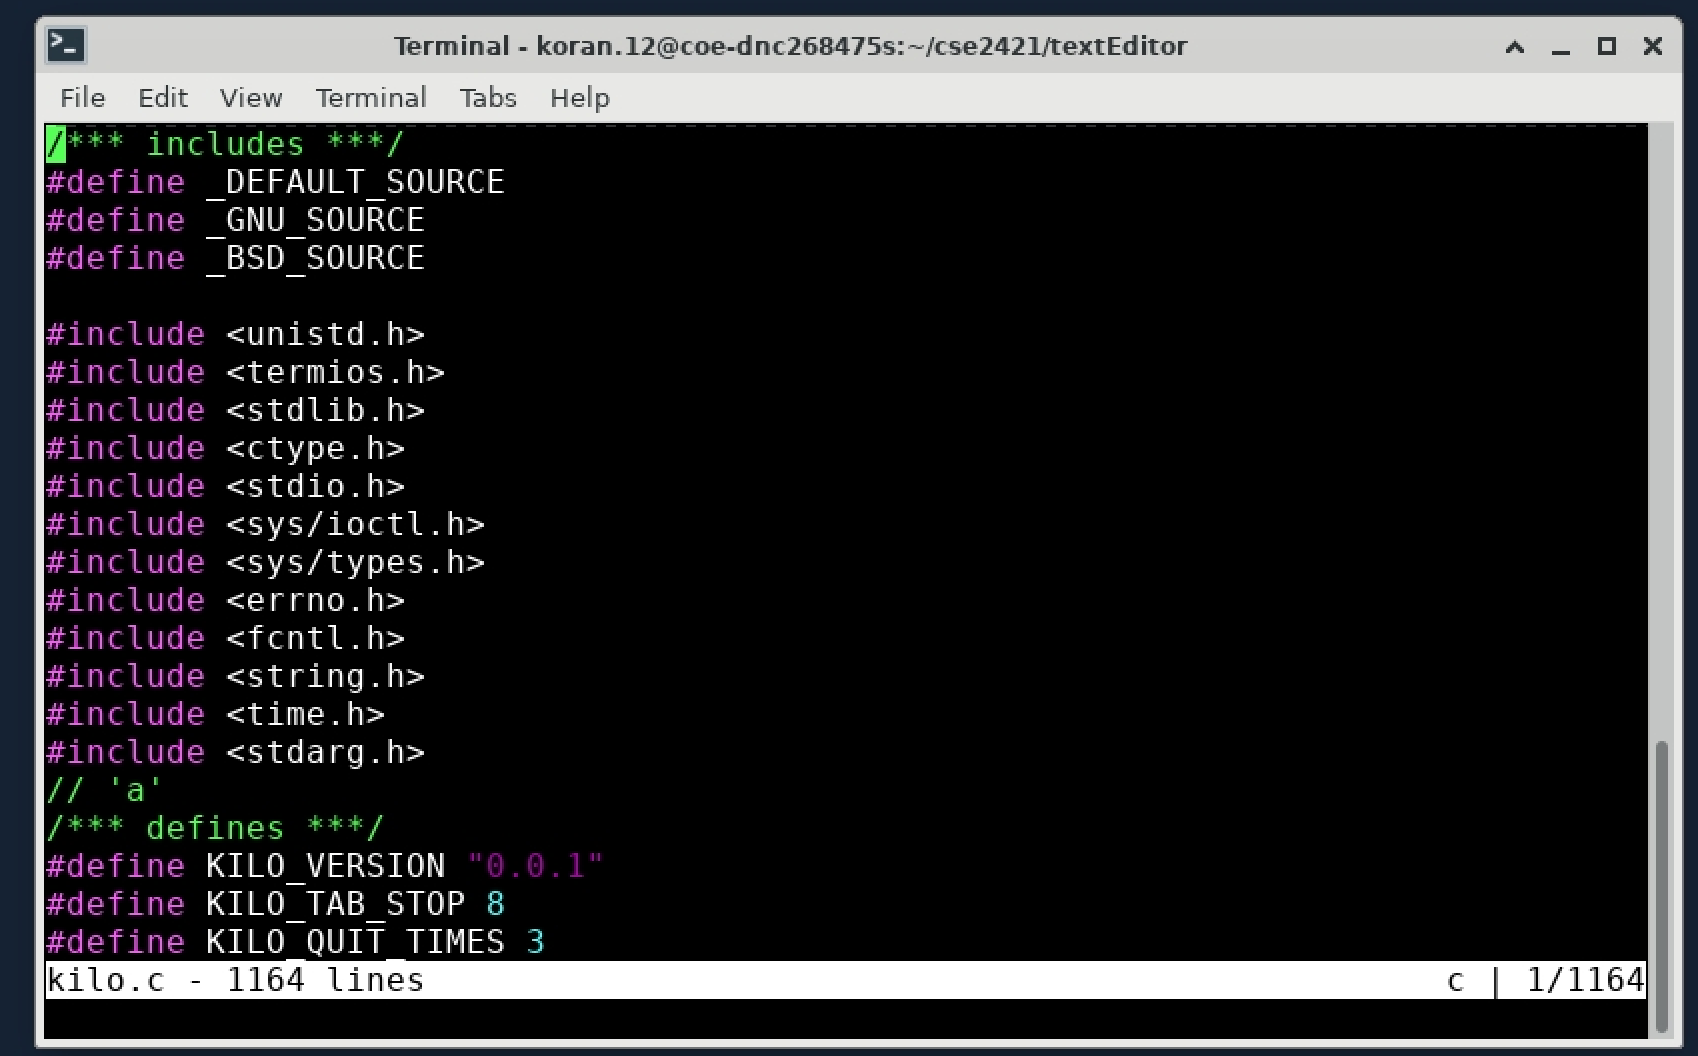 Terminal - koran.12@coe-dnc268475s:~/cse2421/textEditor
File Edit View Terminal Tabs Help
/*** includes ***/
#define _DEFAULT_SOURCE
#define _GNU_SOURCE
#define _BSD_SOURCE
#include <unistd.h>
#include <termios.h>
#include <stdlib.h>
#include <ctype.h>
#include <stdio.h>
#include <sys/ioctl.h>
#include <sys/types.h>
#include <errno.h>
#include <fcntl.h>
#include <string.h>
#include <time.h>
#include <stdarg.h>
// 'a'
/*** defines ***/
#define KILO_VERSION "0.0.1"
#define KILO_TAB_STOP 8
#define KILO_QUIT_TIMES 3
kilo.c - 1164 lines c | 1/1164